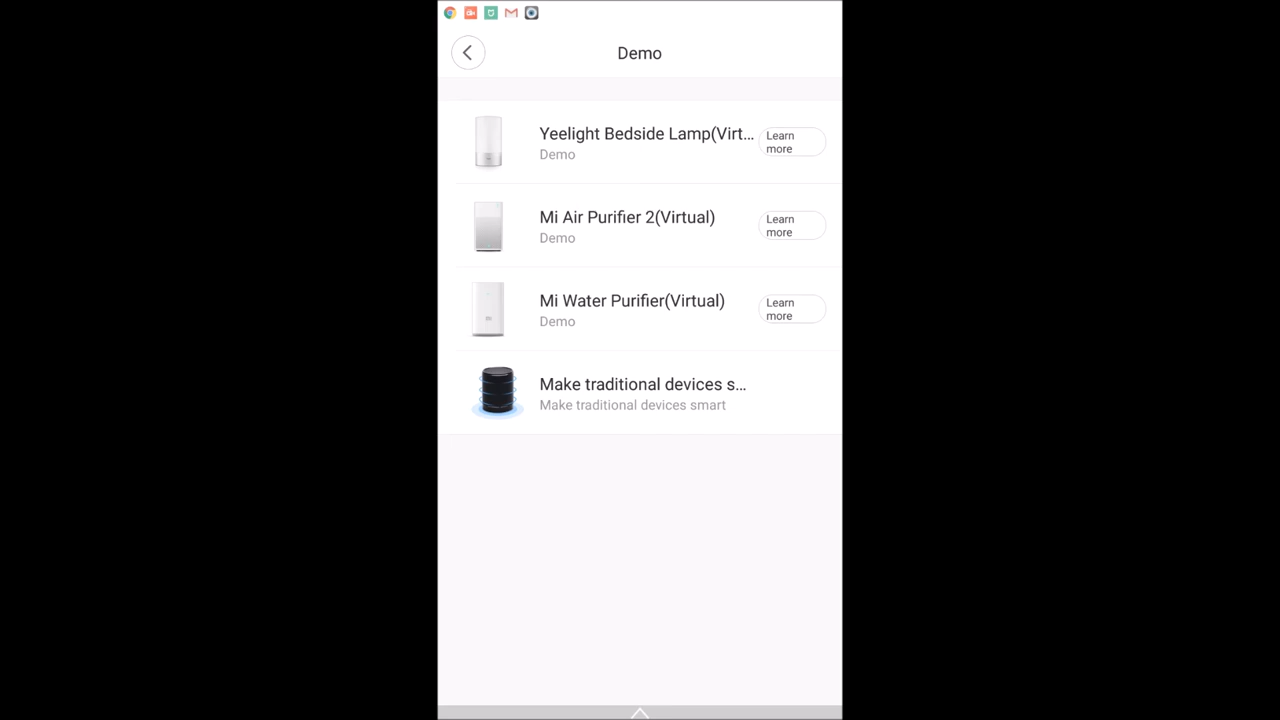 Demo
Yeelight Bedside Lamp(Virt...
Demo
Learn
more
Mi Air Purifier 2(Virtual)
Demo
Learn
more
Mi Water Purifier(Virtual)
Demo
Learn
more
Make traditional devices s...
Make traditional devices smart